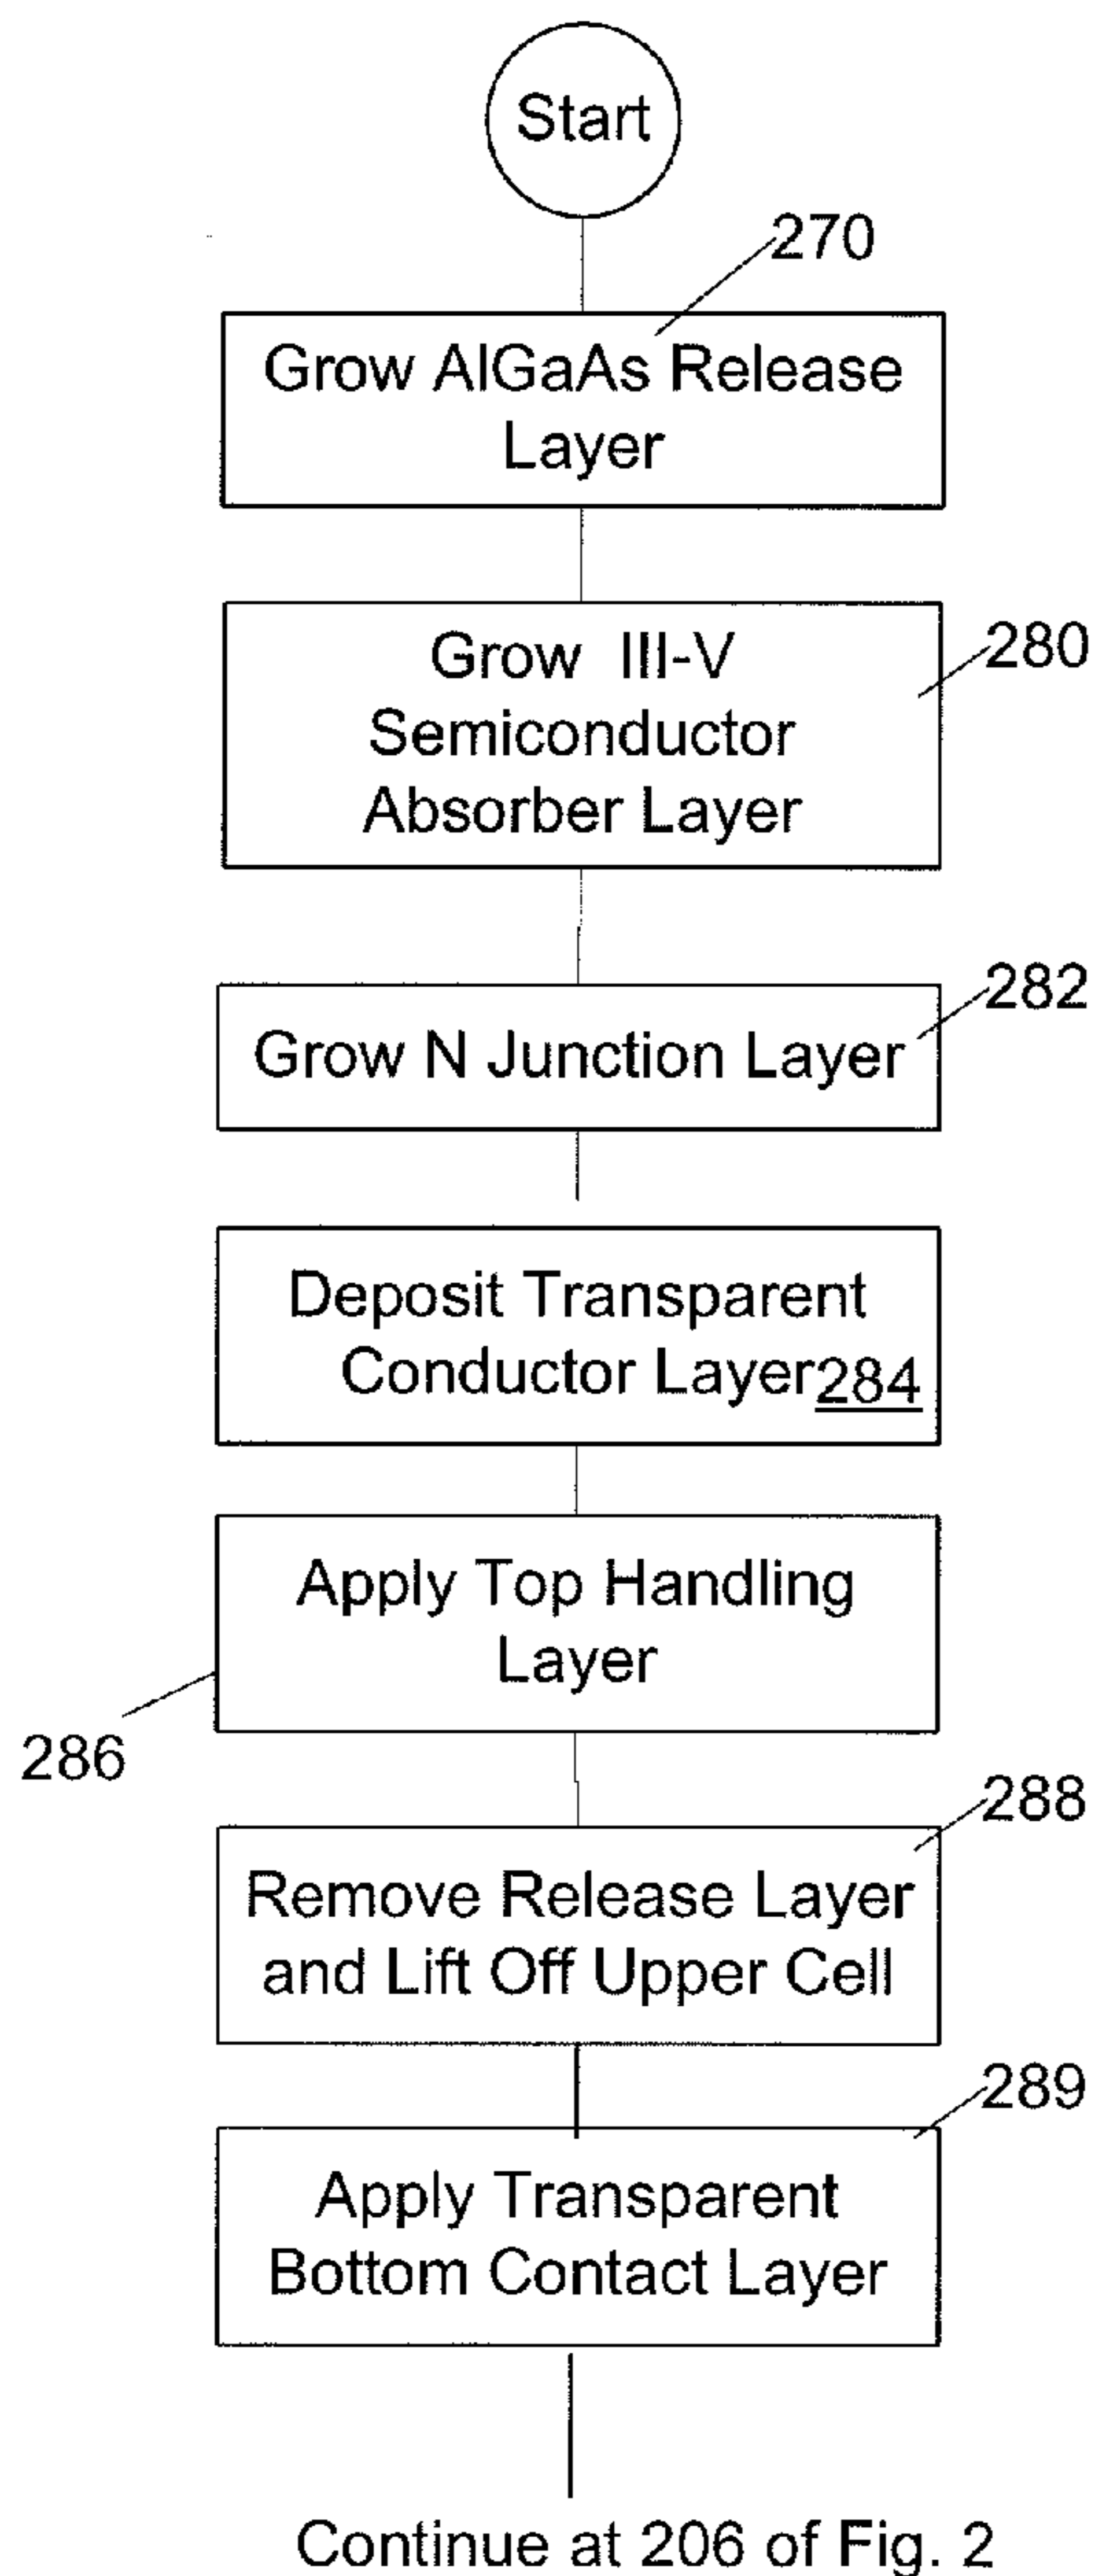 Start
270
Grow AlGaAs Release
Layer
Grow III-V
Semiconductor
Absorber Layer
280
282
Grow N Junction Layer
Deposit Transparent
Conductor Layer 284
Apply Top Handling
Layer
286
288
Remove Release Layer
and Lift Off Upper Cell
289
Apply Transparent
Bottom Contact Layer
Continue at 206 of Fig. 2